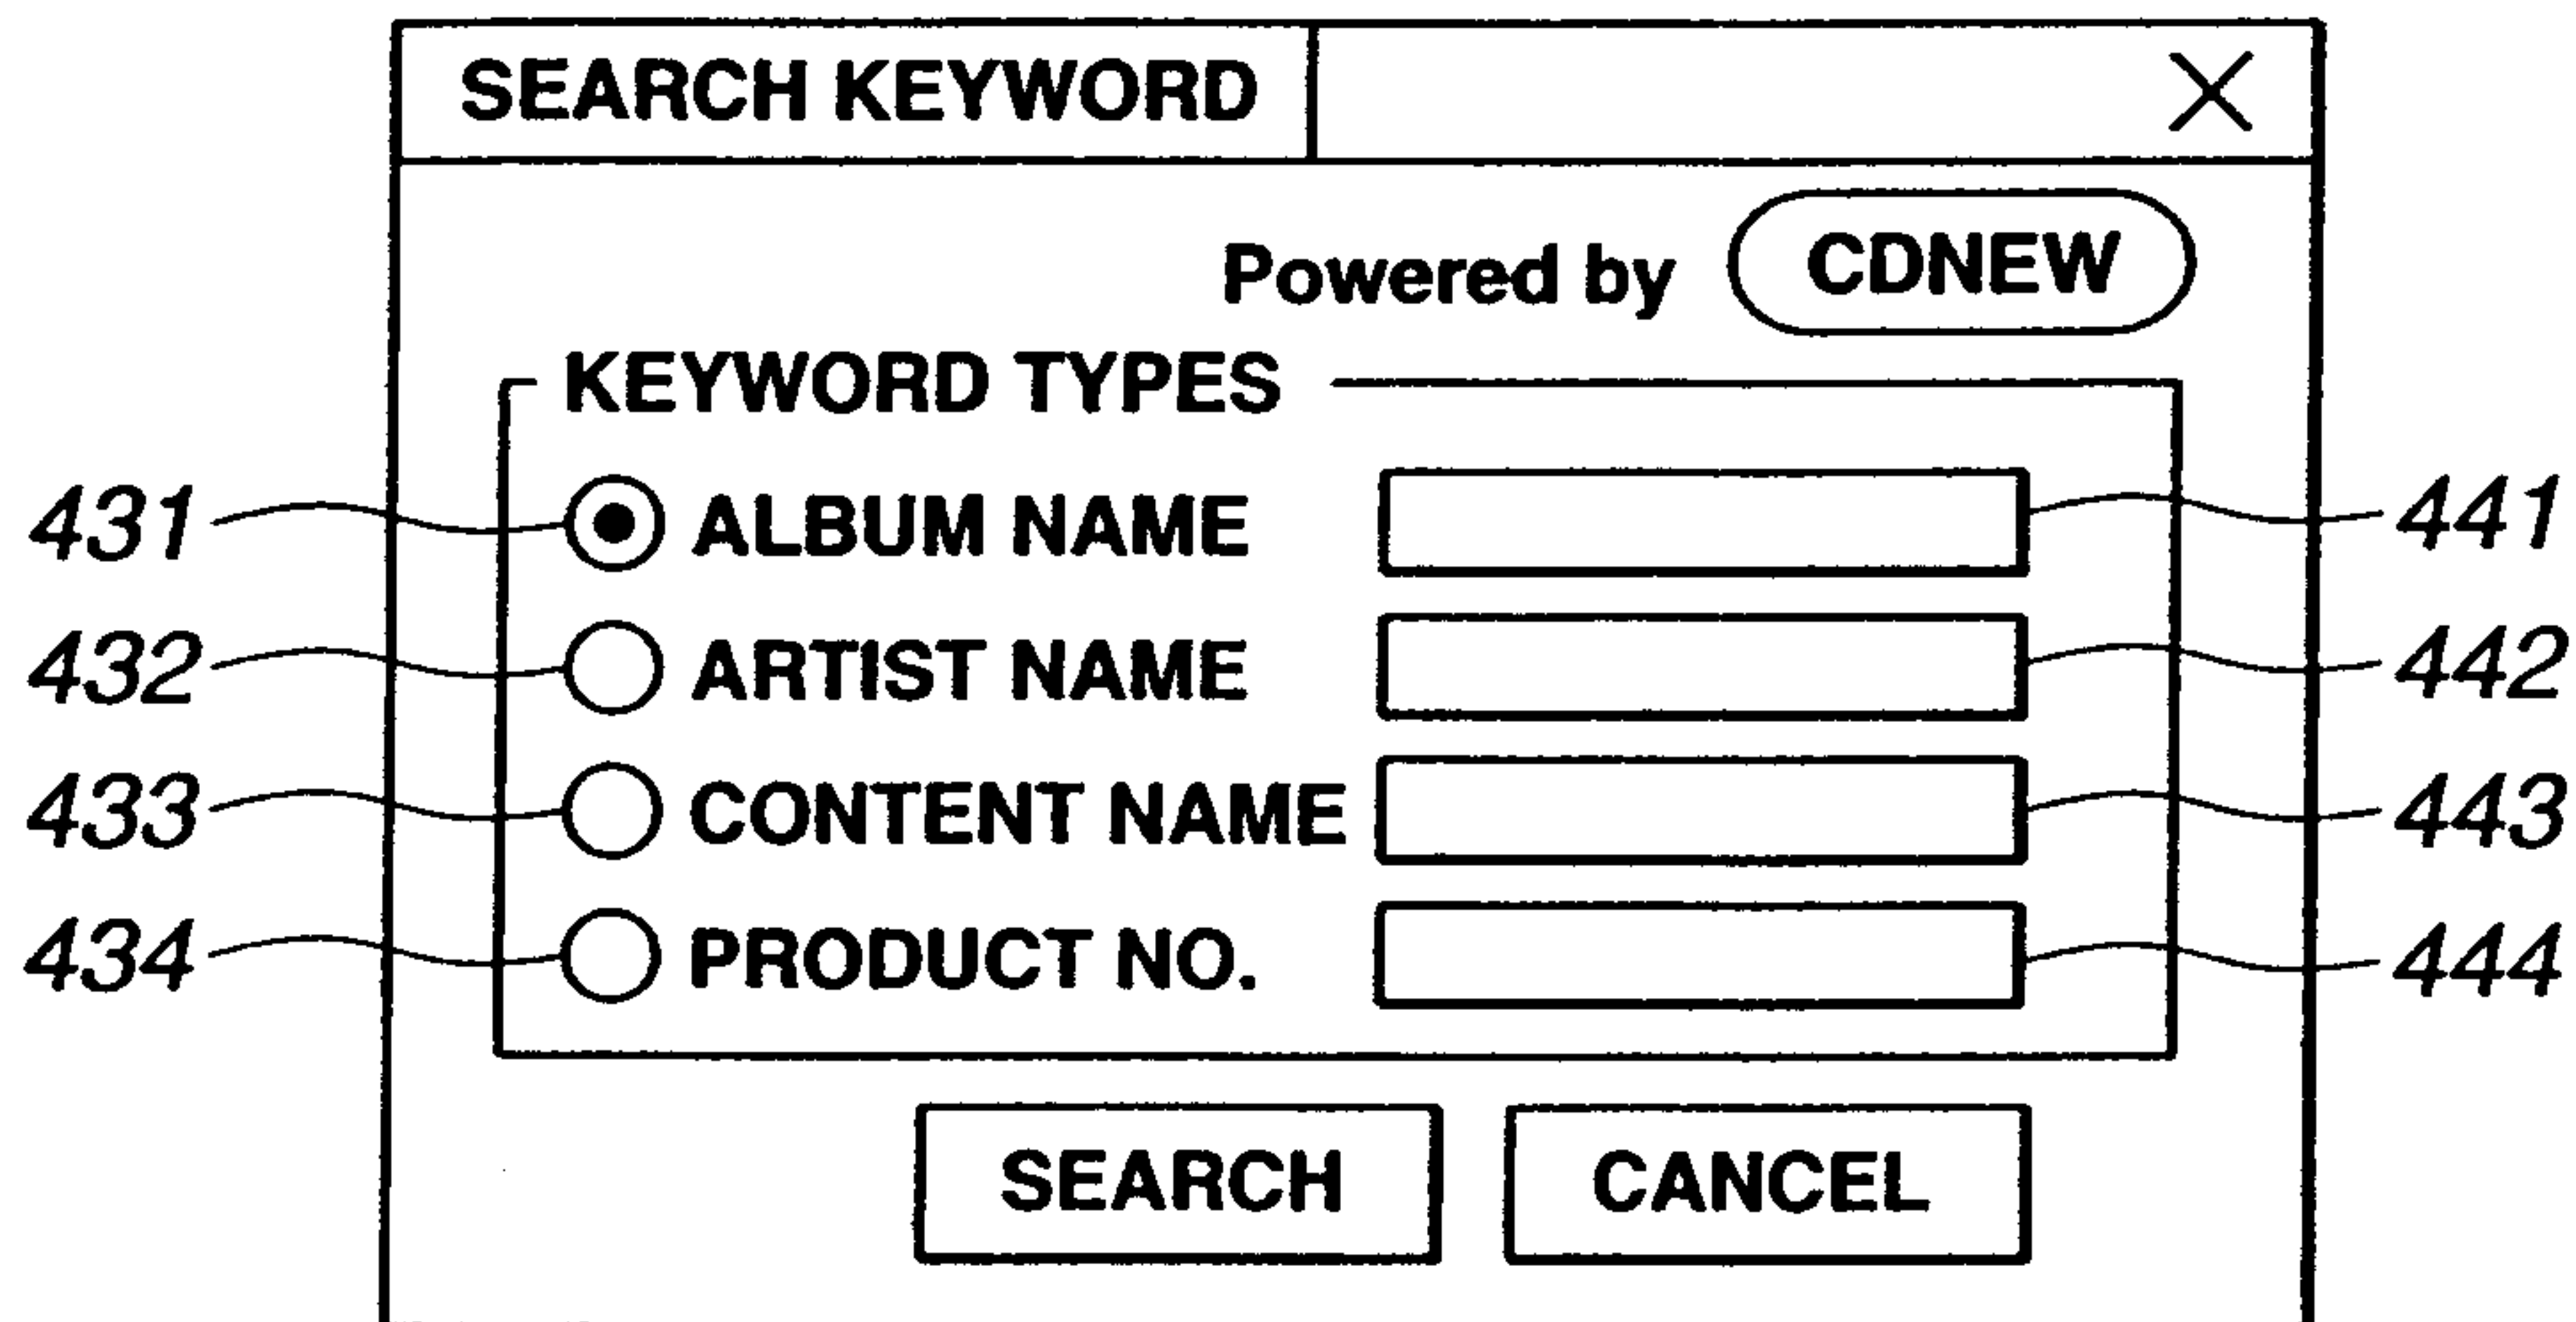 SEARCH KEYWORD
Powered by CDNEW
KEYWORD TYPES
431 ALBUM NAME 441
432 ARTIST NAME 442
433 CONTENT NAME 443
434 PRODUCT NO. 444
SEARCH CANCEL